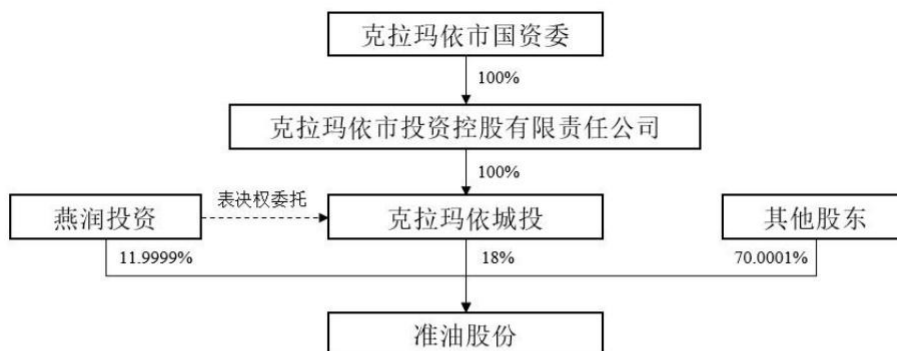 克拉玛依市国资委
100%
克拉玛依市投资控股有限责任公司
100%
燕润投资
表决权委托
克拉玛依城投
其他股东
11.9999%
18%
70.0001%
准油股份